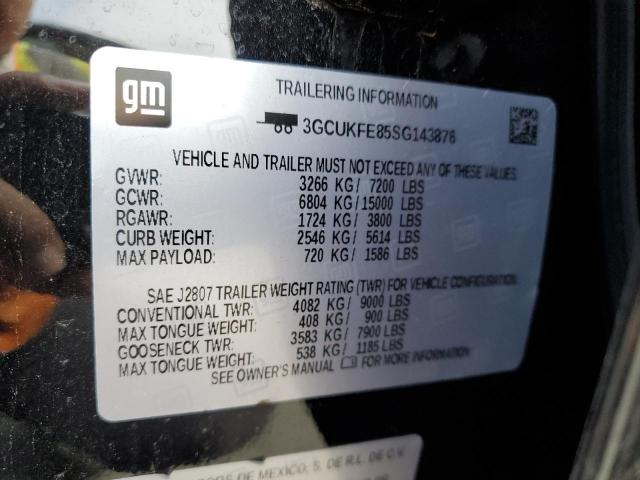 gm
TRAILERING INFORMATION
3GCUKFE85SG143876
VEHICLE AND TRAILER MUST NOT EXCEED ANY OF THESE VALUES.
GVWR: 3266 KG/ 7200 LBS
GCWR: 6804 KG/15000 LBS
RGAWR: 1724 KG/ 3800 LBS
CURB WEIGHT: 2546 KG/ 5614 LBS
MAX PAYLOAD: 720 KG/ 1586 LBS
SAE J2807 TRAILER WEIGHT RATING (TWR) FOR VEHICLE CONFIGURATION.
CONVENTIONAL TWR: 4082 KG/ 9000 LBS
MAX TONGUE WEIGHT: 408 KG/ 900 LBS
GOOSENECK TWR: 3583 KG/ 7900 LBS
MAX TONGUE WEIGHT: 538 KG/ 1185 LBS
SEE OWNER'S MANUAL FOR MORE INFORMATION
DE MEXICO, S. DE R.L. DE C.V.